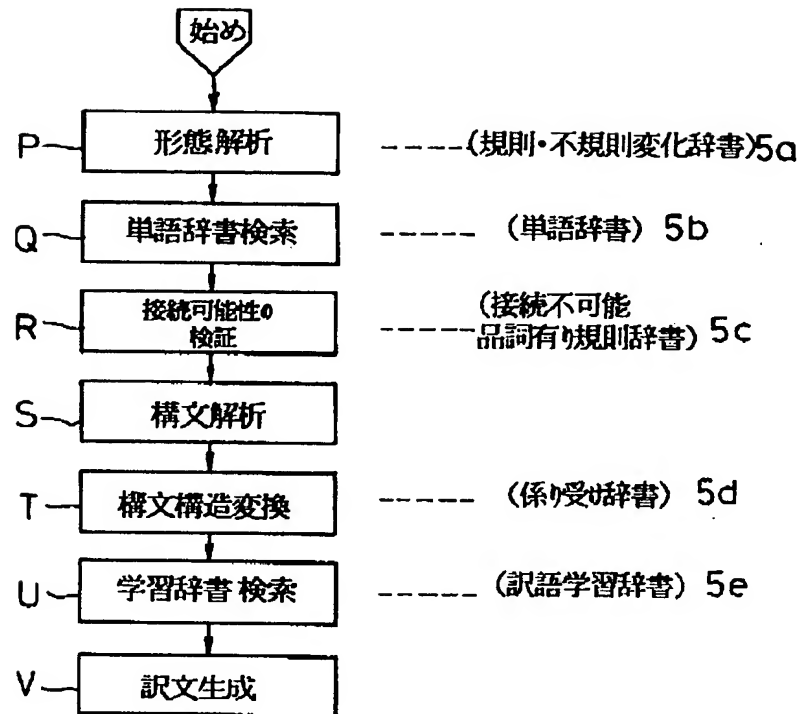 始め
P 形態解析 (規則・不規則変化辞書)5a
Q 単語辞書検索 (単語辞書) 5b
R 接続可能性の
検証
(接続不可能
品詞有り規則辞書) 5c
S 構文解析
T 構文構造変換 (係り受け辞書) 5d
U 学習辞書検索 (訳語学習辞書) 5e
V 訳文生成